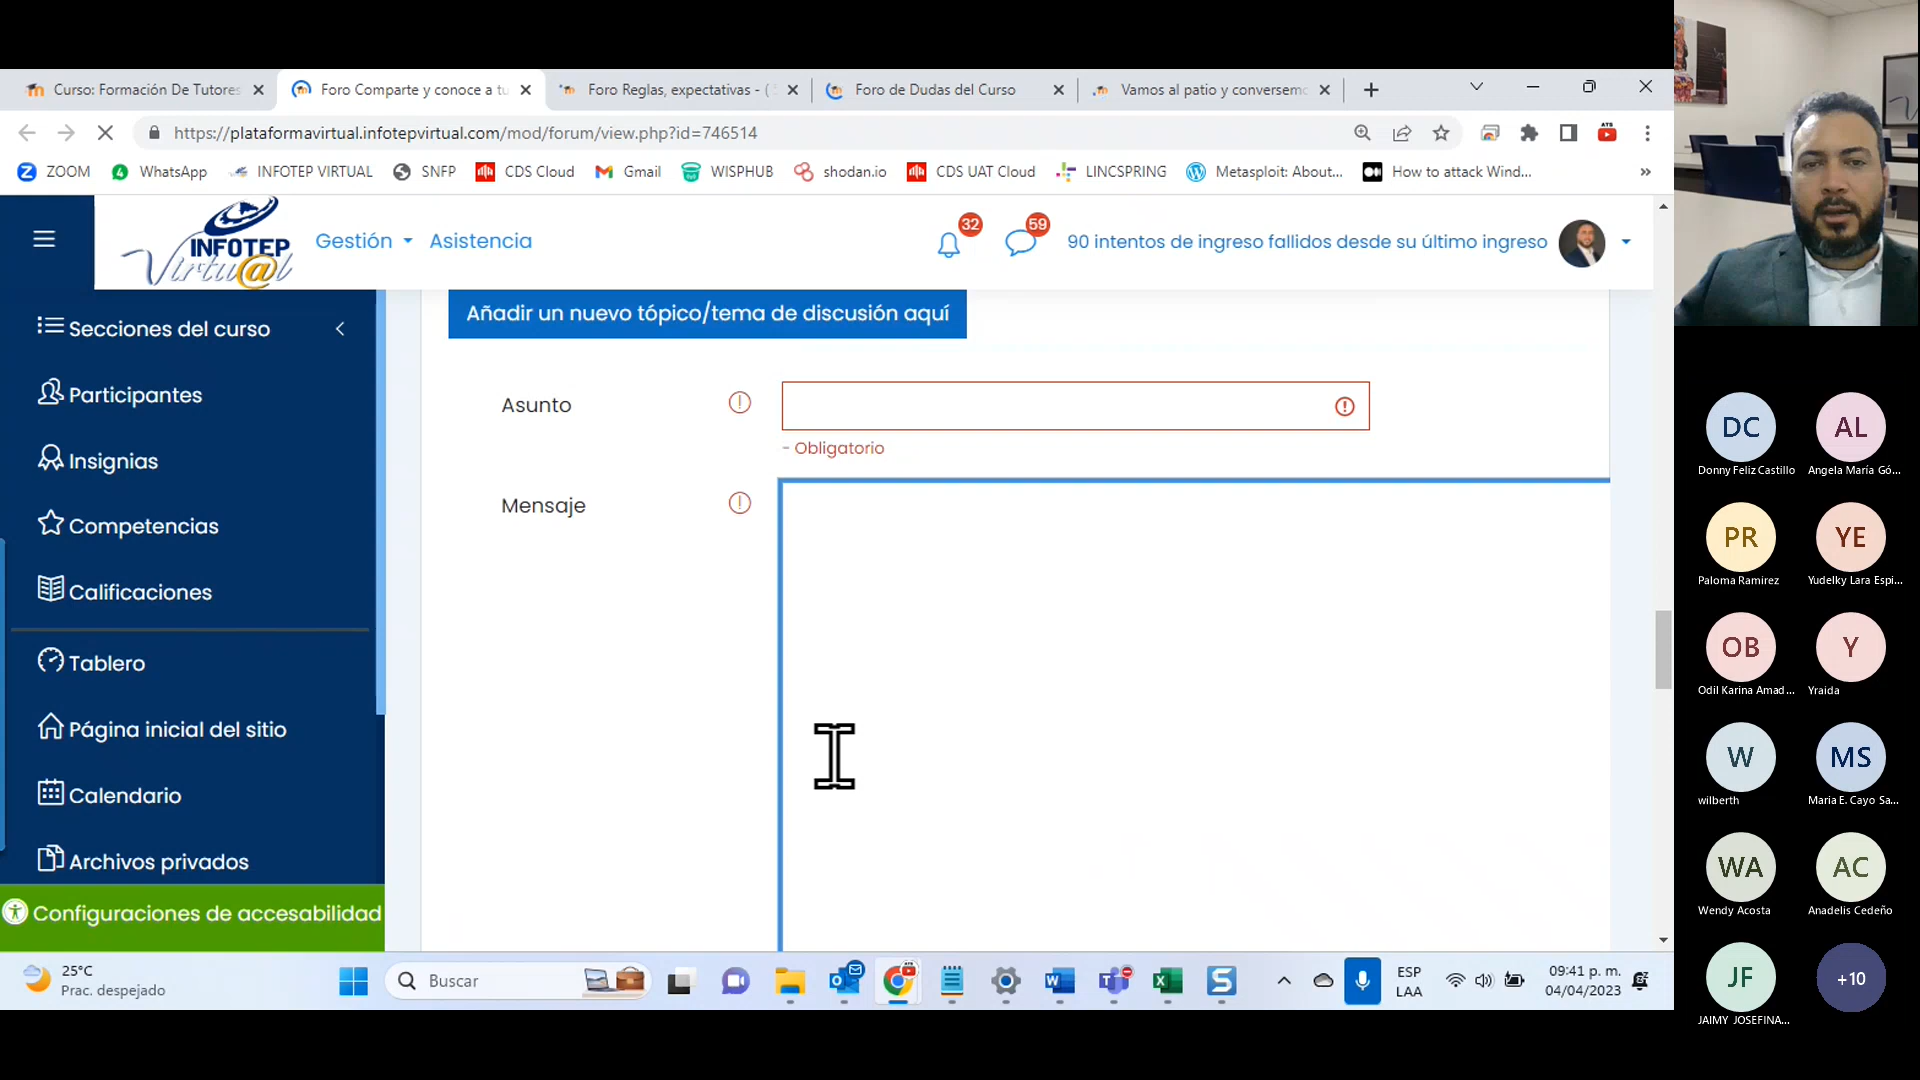 Curso: Formación De Tutores
Foro Comparte y conoce a tu
Foro Reglas, expectativas - (
Foro de Dudas del Curso
Vamos al patio y conversemo
https://plataformavirtual.infotepvirtual.com/mod/forum/view.php?id=746514
ZOOM
WhatsApp
INFOTEP VIRTUAL
SNFP
CDS Cloud
Gmail
WISPHUB
shodan.io
CDS UAT Cloud
LINCSPRING
Metasploit: About...
How to attack Wind...
»
INFOTEP
Virtu@l
Gestión
Asistencia
32
59
90 intentos de ingreso fallidos desde su último ingreso
Secciones del curso
Participantes
Insignias
Competencias
Calificaciones
Tablero
Página inicial del sitio
Calendario
Archivos privados
Configuraciones de accesabilidad
Añadir un nuevo tópico/tema de discusión aquí
Asunto
- Obligatorio
Mensaje
25°C
Prac. despejado
Buscar
ESP
LAA
09:41 p. m.
04/04/2023
DC
Donny Feliz Castillo
AL
Angela María Gó...
PR
Paloma Ramirez
YE
Yudelky Lara Espi...
OB
Odil Karina Amad...
Y
Yraida
W
wilberth
MS
Maria E. Cayo Sa...
WA
Wendy Acosta
AC
Anadelis Cedeño
JF
JAIMY JOSEFINA...
+10